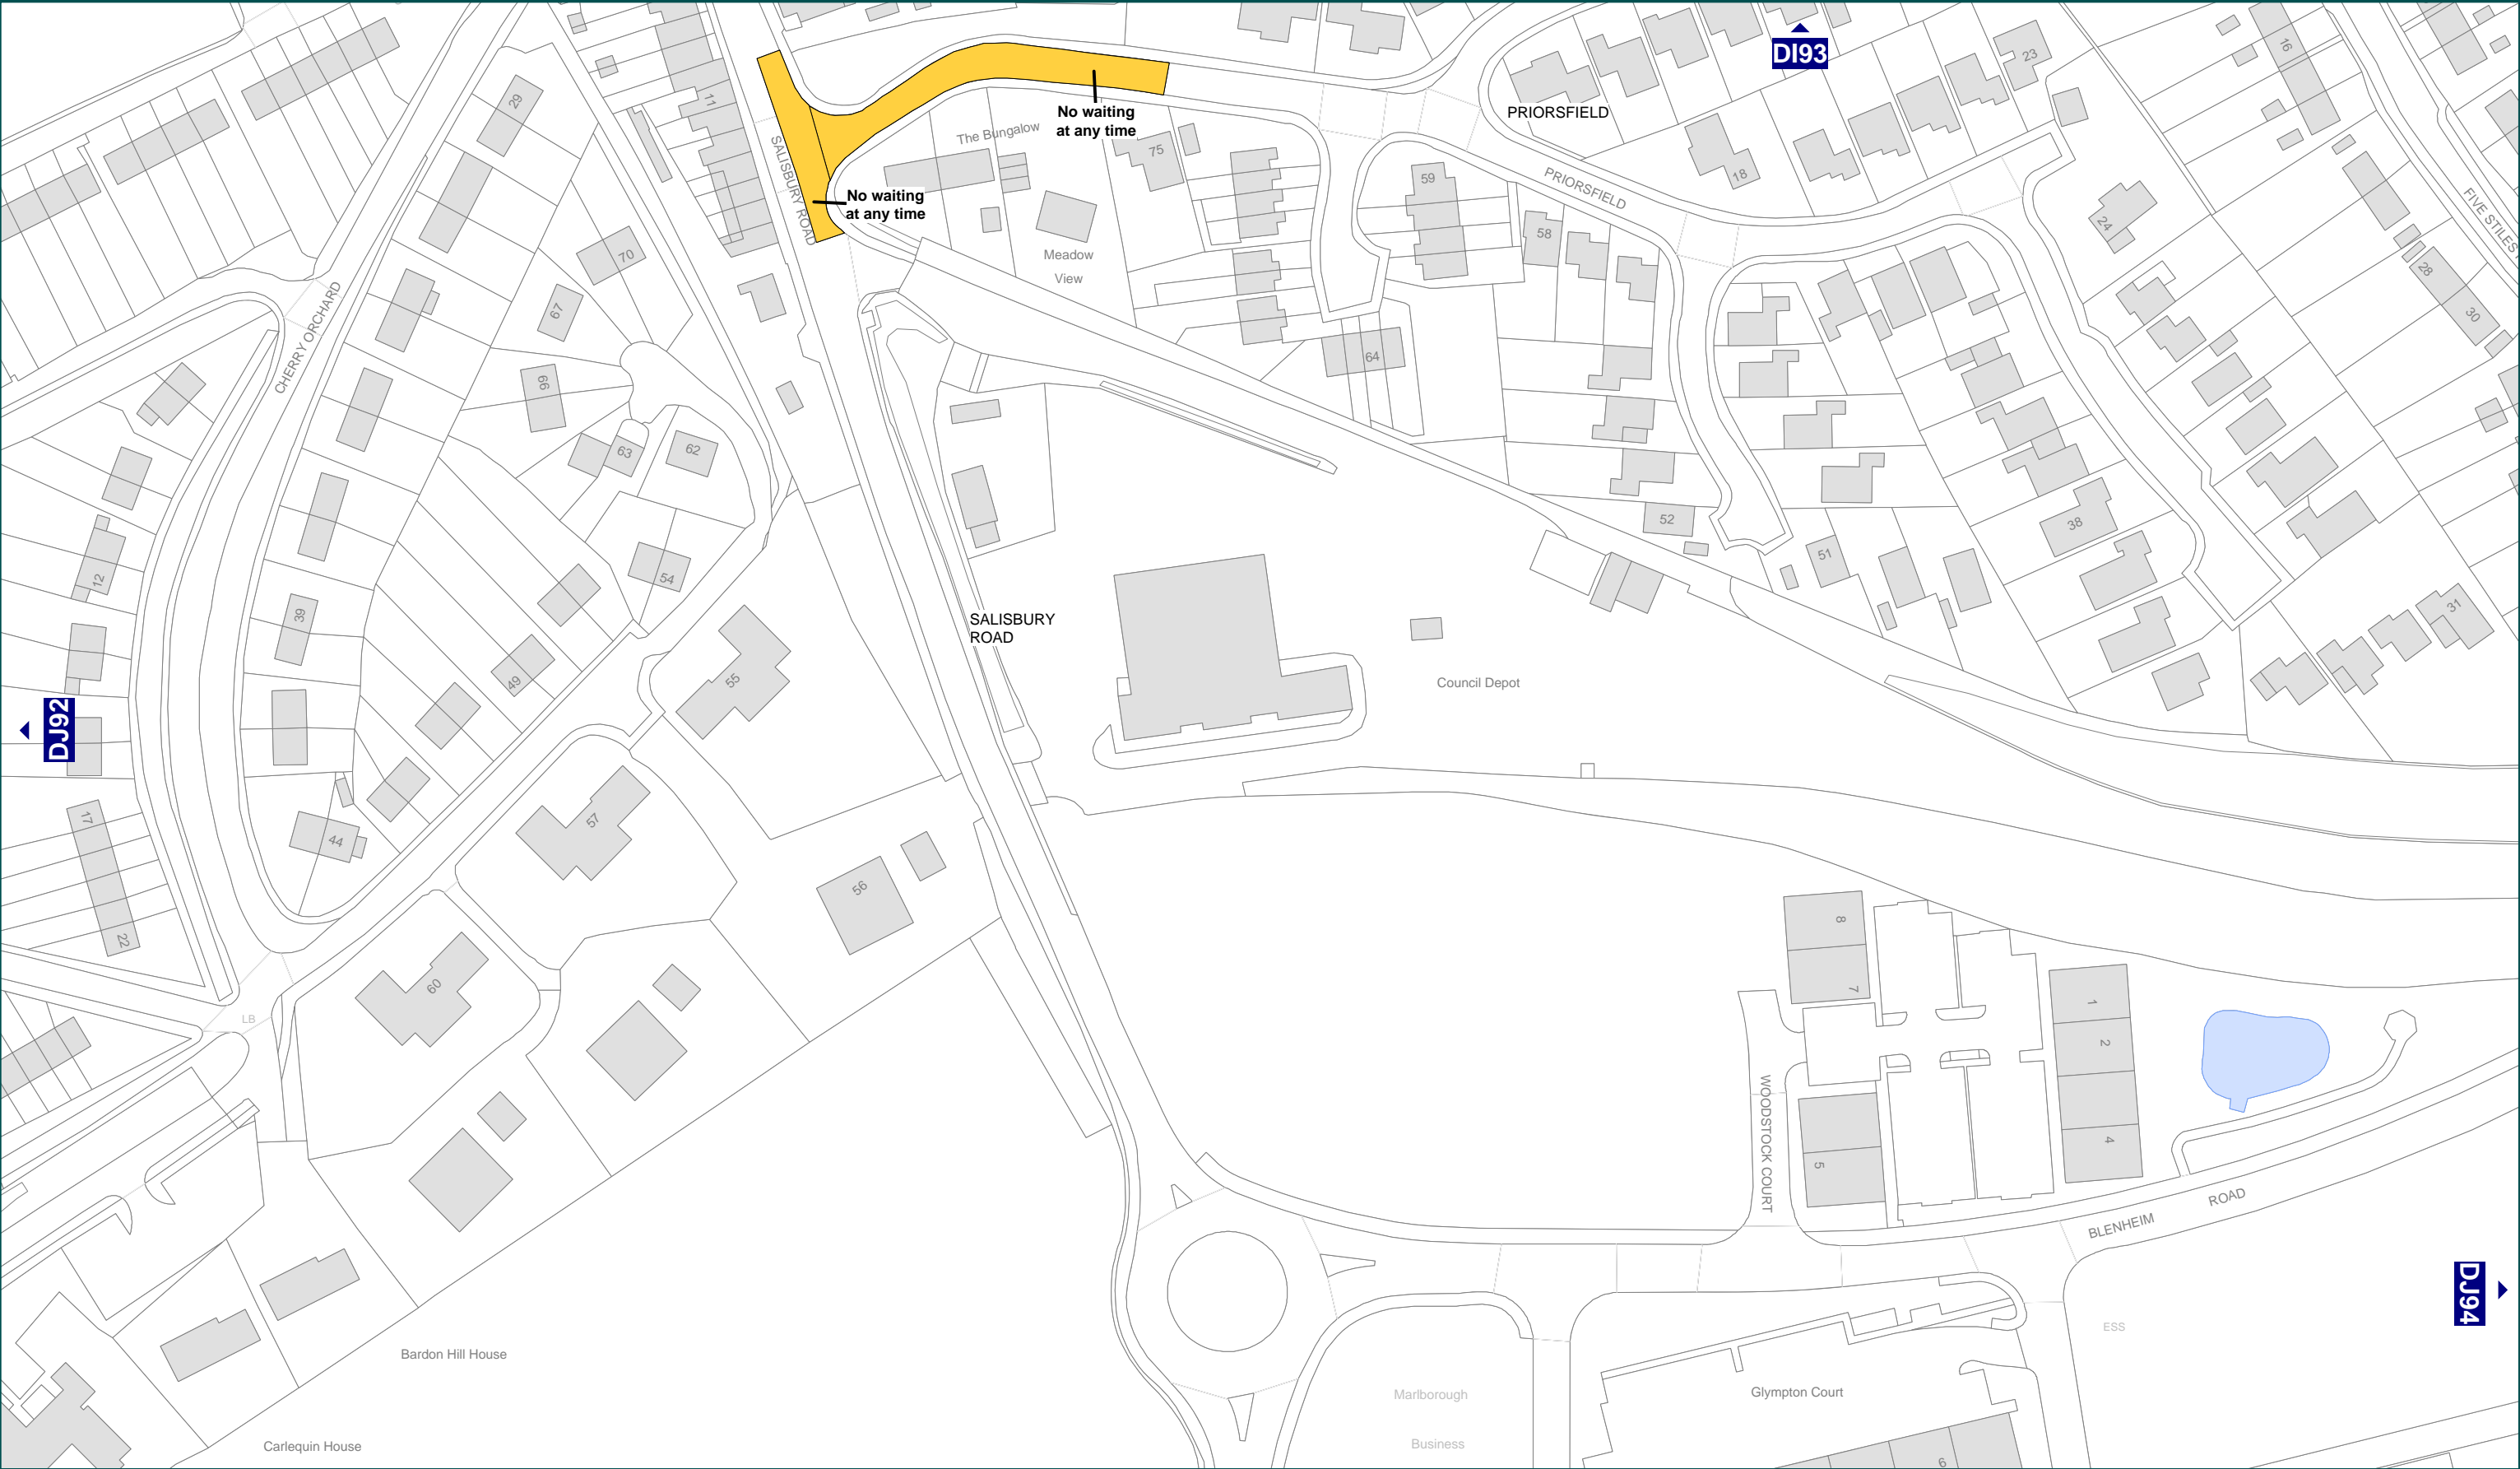 DI93
16
23
29
11
No waiting
at any time
PRIORSFIELD
The Bungalow
75
SALISBURY ROAD
No waiting
at any time
59
PRIORSFIELD
18
24
FIVE STILES
58
70
Meadow
View
28
67
30
CHERRY ORCHARD
64
66
63
62
52
38
51
12
54
39
SALISBURY
ROAD
31
49
55
Council Depot
DJ92
17
57
44
22
56
8
60
7
1
LB
2
WOODSTOCK COURT
4
5
BLENHEIM
ROAD
DJ94
ESS
Bardon Hill House
Marlborough
Business
Glympton Court
Carlequin House
6